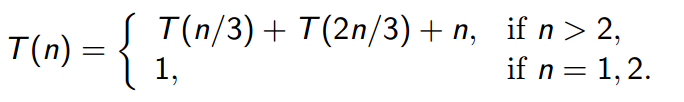 T(n) = { T(n/3) + T(2n/3) + n, if n > 2,
1, if n = 1, 2.